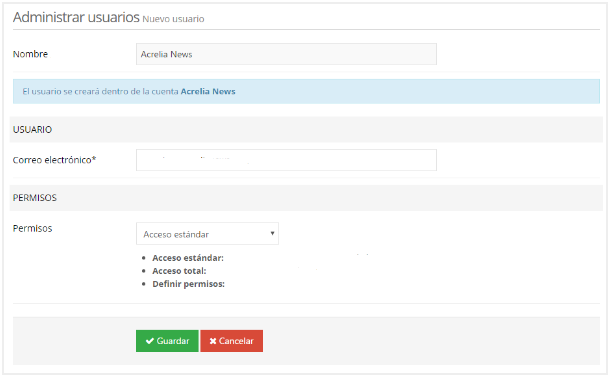 Administrar usuarios Nuevo usuario
Nombre Acrelia News
El usuario se creará dentro de la cuenta Acrelia News
USUARIO
Correo electrónico*
PERMISOS
Permisos Acceso estándar
Acceso estándar:
Acceso total:
Definir permisos:
Guardar Cancelar